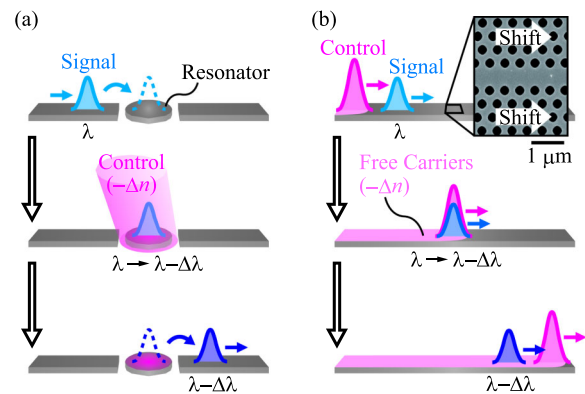 (a)
Signal
Resonator
λ
Control
(−Δn)
λ → λ−Δλ
λ−Δλ
(b)
Control
Signal
Shift
Shift
λ
1 μm
Free Carriers
(−Δn)
λ → λ−Δλ
λ−Δλ